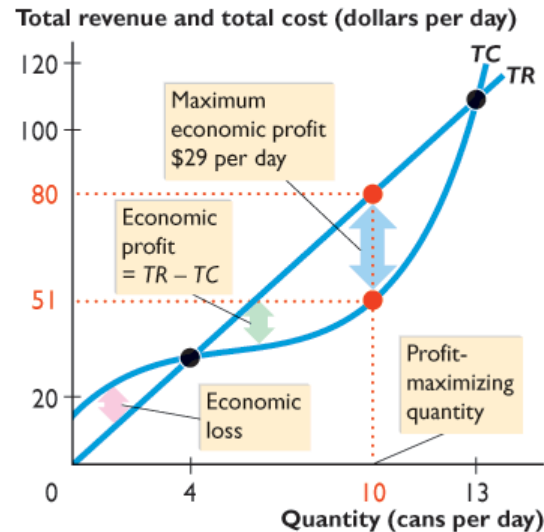 Total revenue and total cost (dollars per day)
120
TC
TR
Maximum
economic profit
$29 per day
100
80
Economic
profit
= TR – TC
51
Profit-
maximizing
quantity
20
Economic
loss
0
4
10
13
Quantity (cans per day)